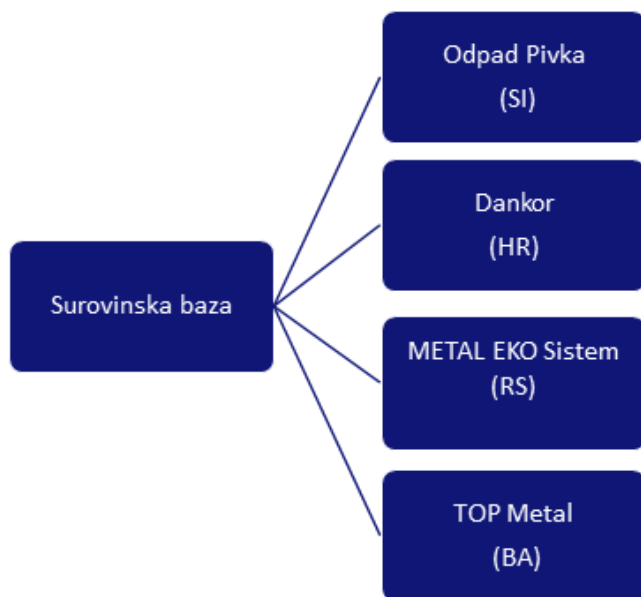 Odpad Pivka
(SI)
Dankor
(HR)
Surovinska baza
METAL EKO Sistem
(RS)
TOP Metal
(BA)